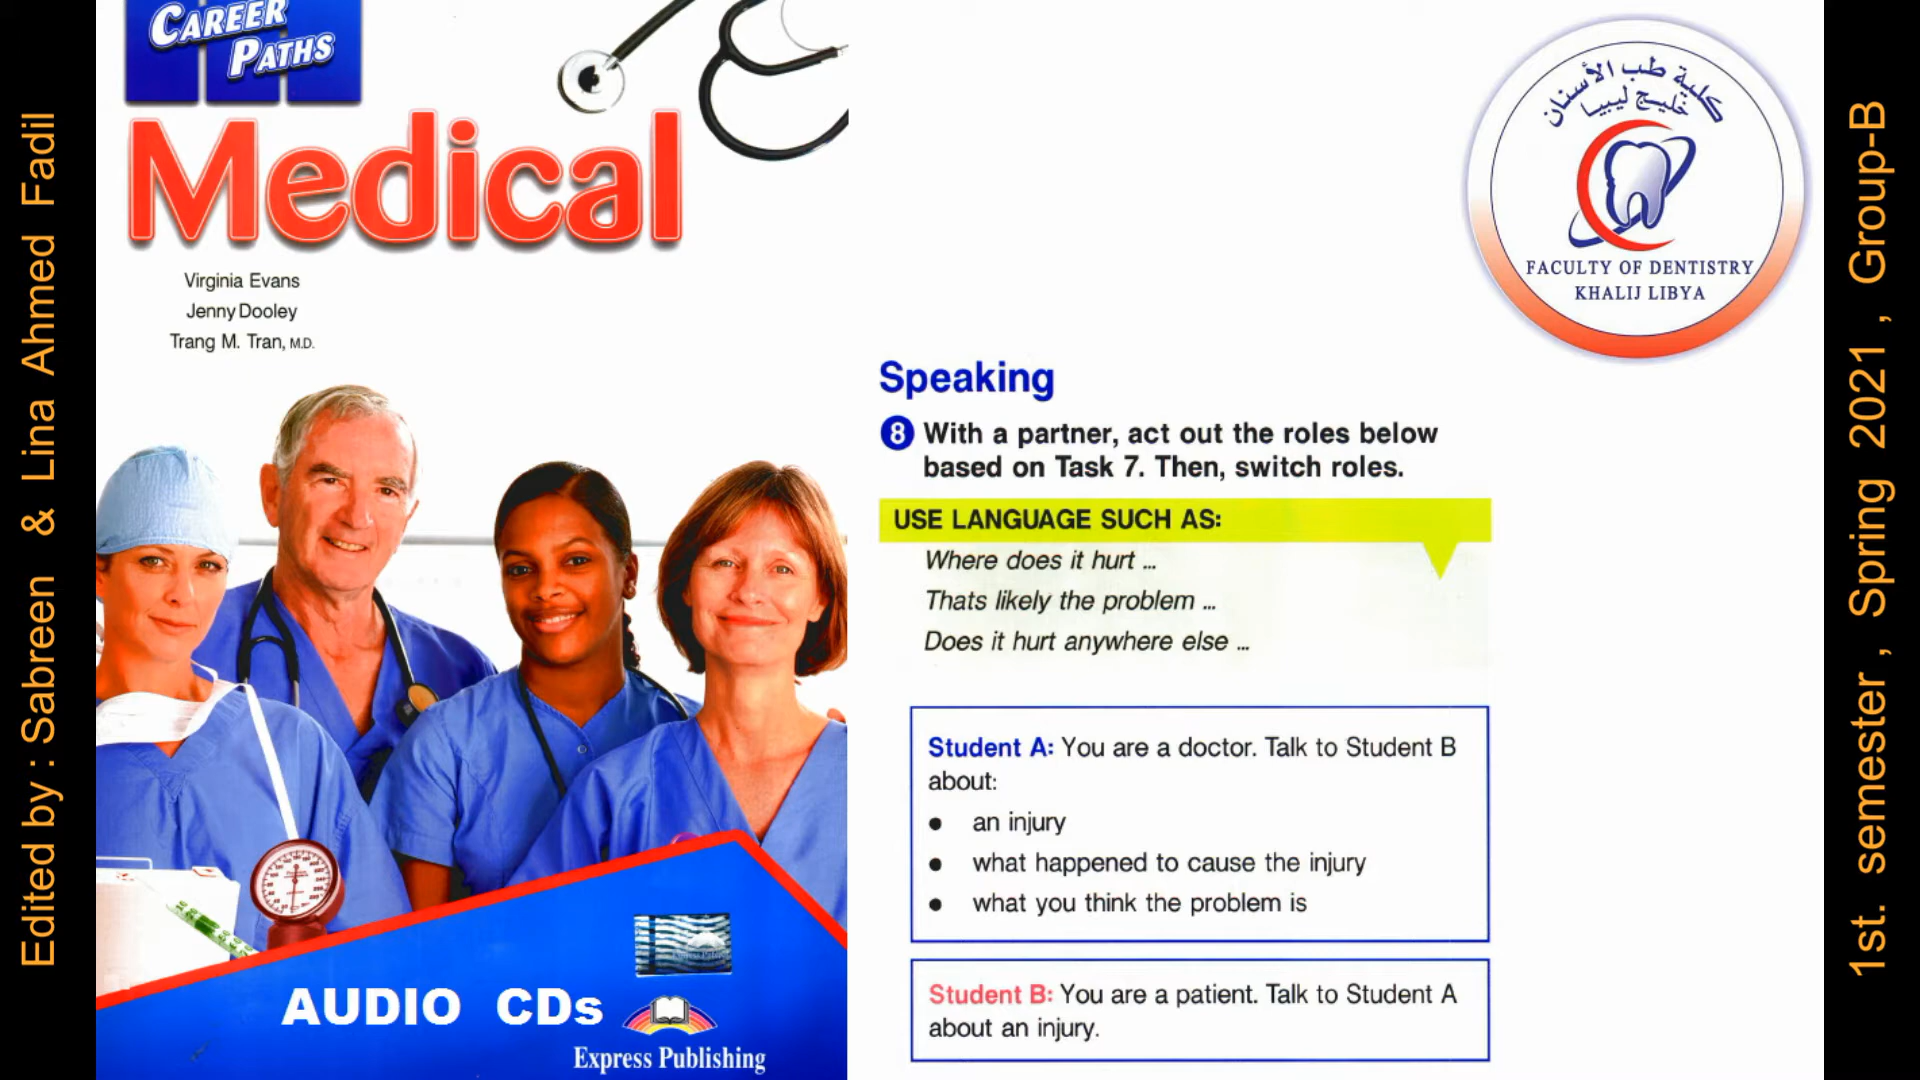 Edited by : Sabreen & Lina Ahmed Fadil
CAREER
PATHS
Medical
Virginia Evans
Jenny Dooley
Trang M. Tran, M.D.
AUDIO CDs
Express Publishing
كلية طب الأسنان
خليج ليبيا
FACULTY OF DENTISTRY
KHALIJ LIBYA
Speaking
8 With a partner, act out the roles below
based on Task 7. Then, switch roles.
USE LANGUAGE SUCH AS:
Where does it hurt ...
Thats likely the problem ...
Does it hurt anywhere else ...
Student A: You are a doctor. Talk to Student B
about:
• an injury
• what happened to cause the injury
• what you think the problem is
Student B: You are a patient. Talk to Student A
about an injury.
1st. semester , Spring 2021 , Group-B